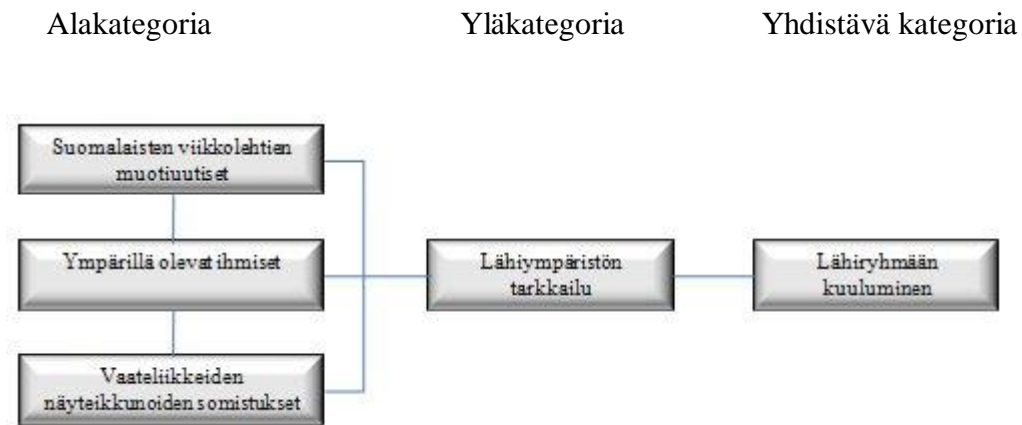 Alakategoria Yläkategoria Yhdistävä kategoria
Suomalaisten viikkolehtien
muotiuutiset
Ympärillä olevat ihmiset
Lähiympäristön
tarkkailu
Lähiryhmään
kuuluminen
Vaateliikkeiden
näyteikkunoiden somistukset